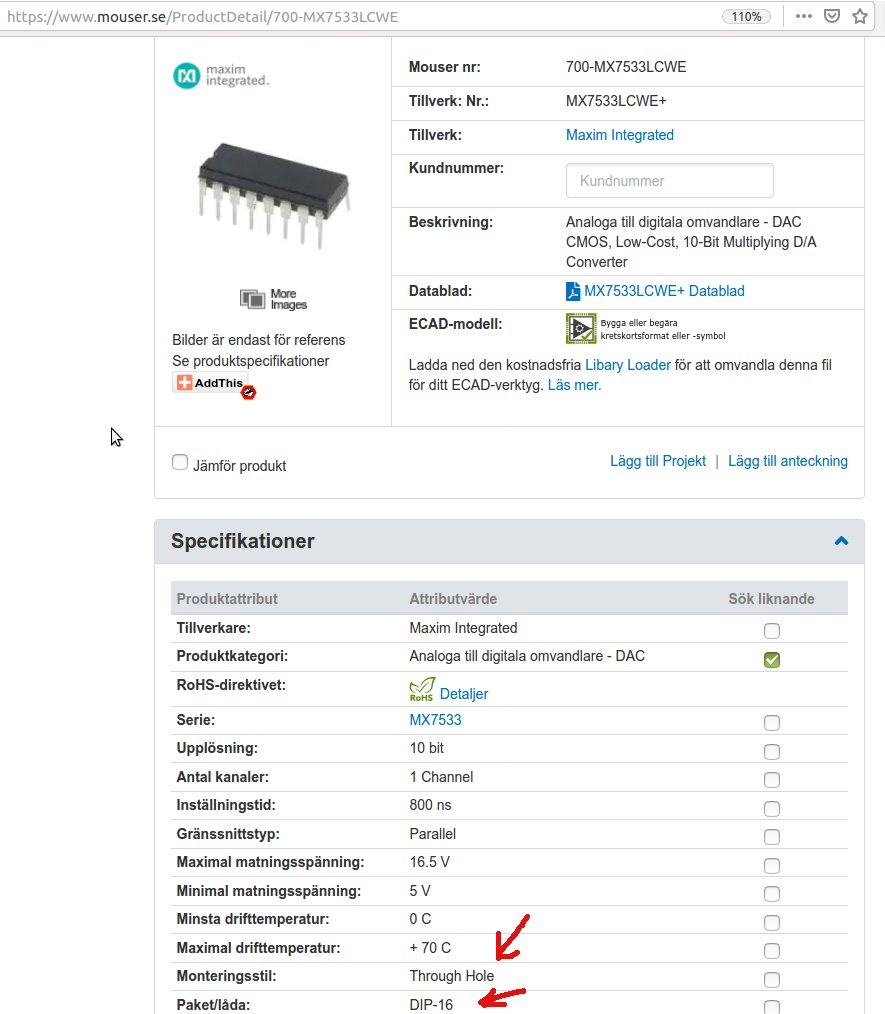 https://www.mouser.se/ProductDetail/700-MX7533LCWE
110%
maxim
integrated™
More
Images
Bilder är endast för referens
Se produktspecifikationer
AddThis
Mouser nr: 700-MX7533LCWE
Tillverk: Nr.: MX7533LCWE+
Tillverk: Maxim Integrated
Kundnummer: Kundnummer
Beskrivning: Analoga till digitala omvandlare - DAC
CMOS, Low-Cost, 10-Bit Multiplying D/A
Converter
Datablad: MX7533LCWE+ Datablad
ECAD-modell: Bygga eller begära
kretskortsformat eller -symbol
Ladda ned den kostnadsfria Libary Loader för att omvandla denna fil
för ditt ECAD-verktyg. Läs mer.
Jämför produkt
Lägg till Projekt | Lägg till anteckning
Specifikationer
Produktattribut Attributvärde Sök liknande
Tillverkare: Maxim Integrated
Produktkategori: Analoga till digitala omvandlare - DAC
RoHS-direktivet: RoHS Detaljer
Serie: MX7533
Upplösning: 10 bit
Antal kanaler: 1 Channel
Inställningstid: 800 ns
Gränssnittstyp: Parallel
Maximal matningsspänning: 16.5 V
Minimal matningsspänning: 5 V
Minsta drifttemperatur: 0 C
Maximal drifttemperatur: + 70 C
Monteringsstil: Through Hole
Paket/låda: DIP-16